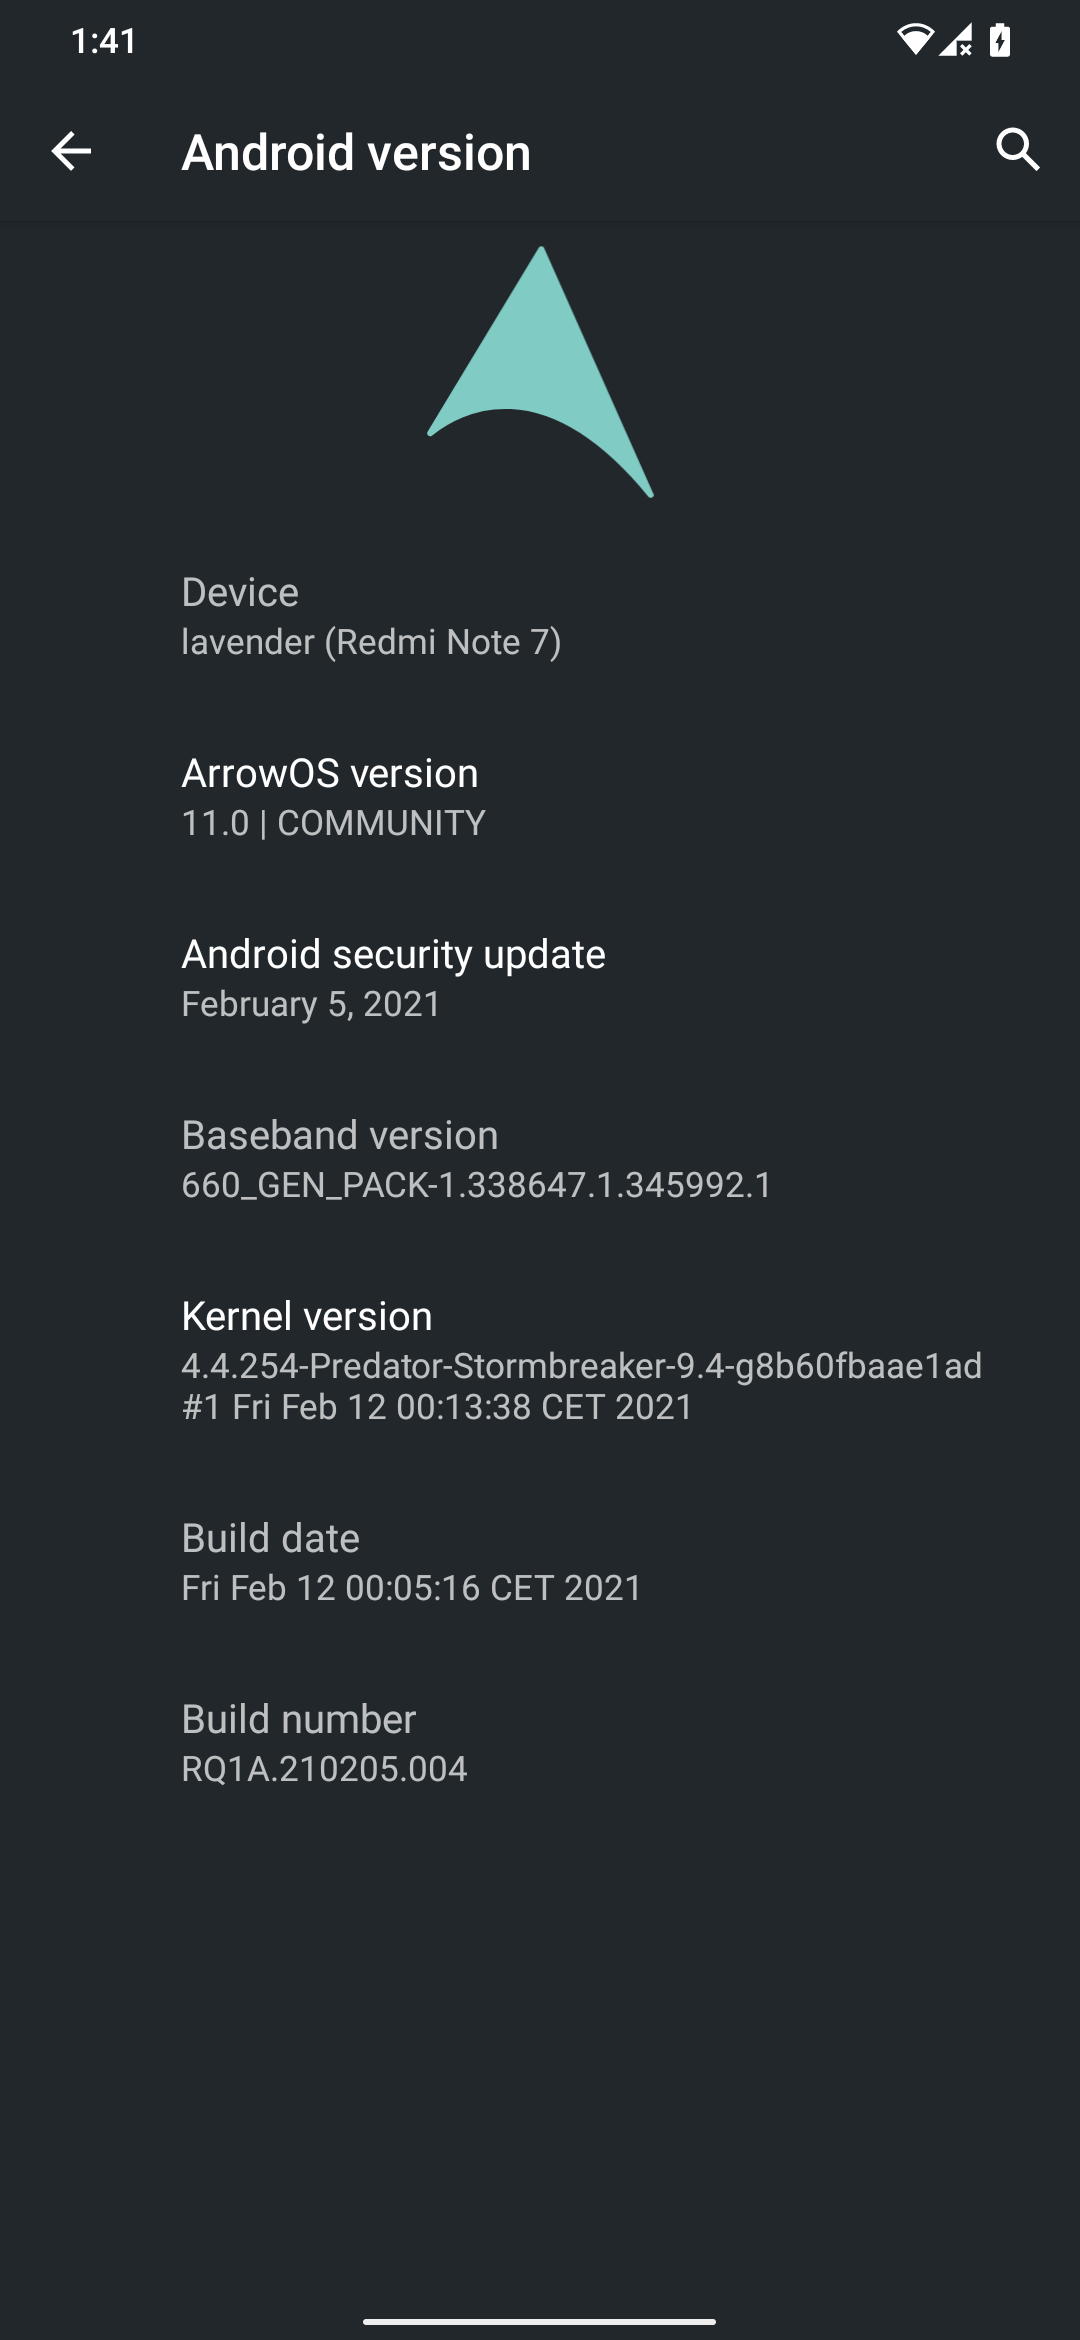 1:41
Android version
Device
lavender (Redmi Note 7)
ArrowOS version
11.0 | COMMUNITY
Android security update
February 5, 2021
Baseband version
660_GEN_PACK-1.338647.1.345992.1
Kernel version
4.4.254-Predator-Stormbreaker-9.4-g8b60fbaae1ad
#1 Fri Feb 12 00:13:38 CET 2021
Build date
Fri Feb 12 00:05:16 CET 2021
Build number
RQ1A.210205.004